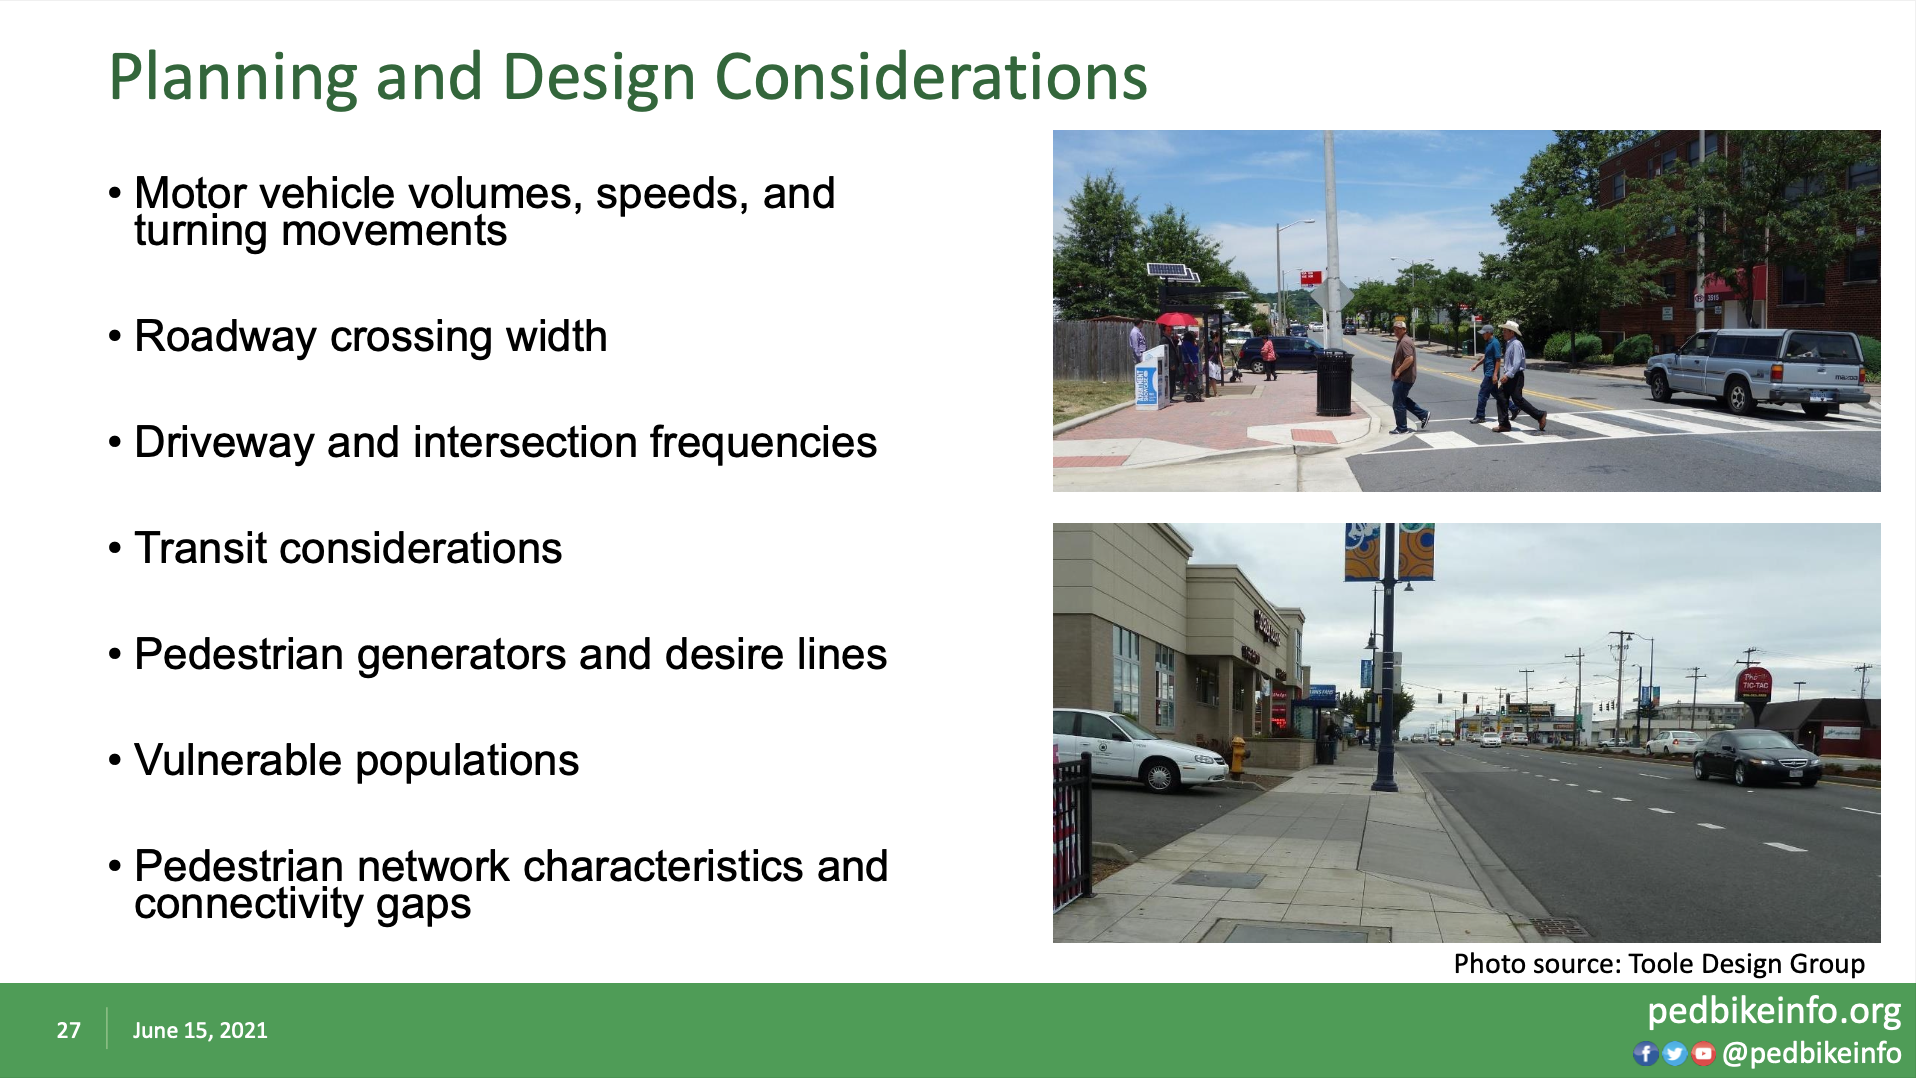 Planning and Design Considerations
• Motor vehicle volumes, speeds, and
turning movements
• Roadway crossing width
• Driveway and intersection frequencies
• Transit considerations
• Pedestrian generators and desire lines
• Vulnerable populations
• Pedestrian network characteristics and
connectivity gaps
TIC-TAC
Photo source: Toole Design Group
27
June 15, 2021
pedbikeinfo.org
@pedbikeinfo